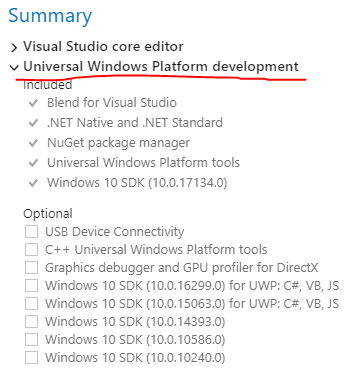 Summary
Visual Studio core editor
Universal Windows Platform development
Included
Blend for Visual Studio
.NET Native and .NET Standard
NuGet package manager
Universal Windows Platform tools
Windows 10 SDK (10.0.17134.0)
Optional
USB Device Connectivity
C++ Universal Windows Platform tools
Graphics debugger and GPU profiler for DirectX
Windows 10 SDK (10.0.16299.0) for UWP: C#, VB, JS
Windows 10 SDK (10.0.15063.0) for UWP: C#, VB, JS
Windows 10 SDK (10.0.14393.0)
Windows 10 SDK (10.0.10586.0)
Windows 10 SDK (10.0.10240.0)